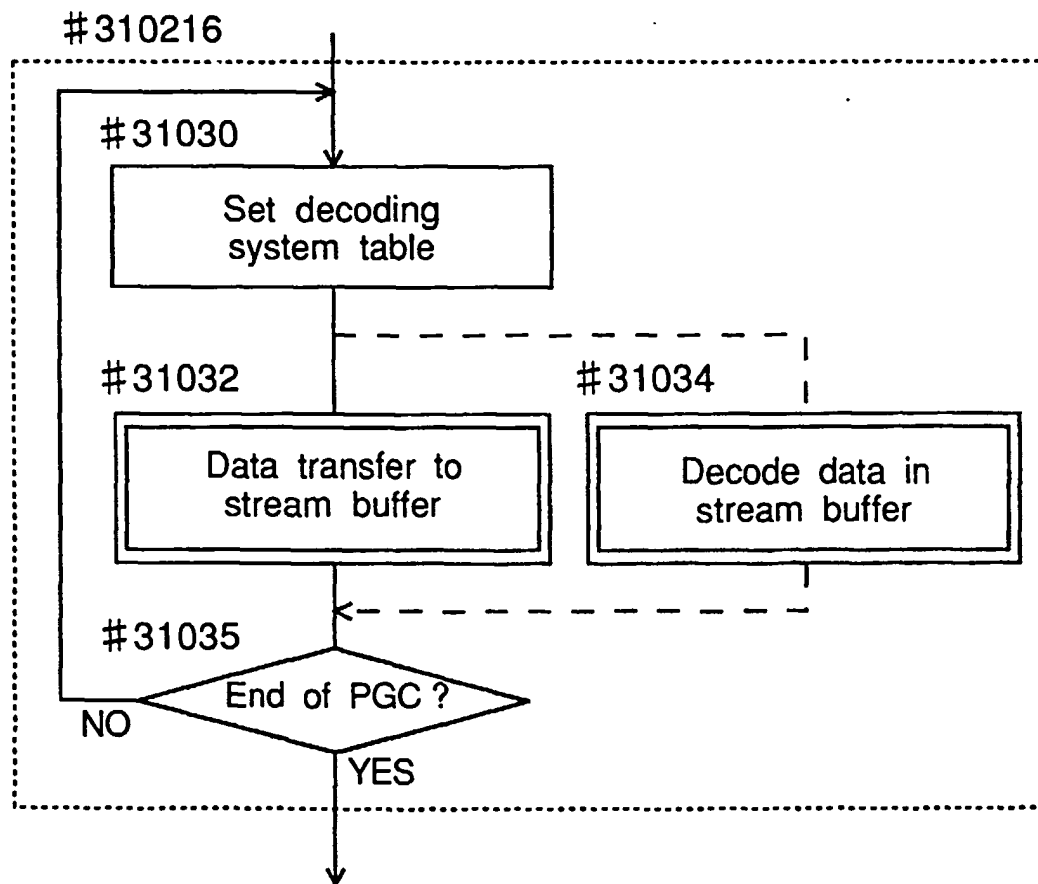 #310216
#31030
Set decoding
system table
#31032
#31034
Data transfer to
stream buffer
Decode data in
stream buffer
#31035
End of PGC ?
NO
YES